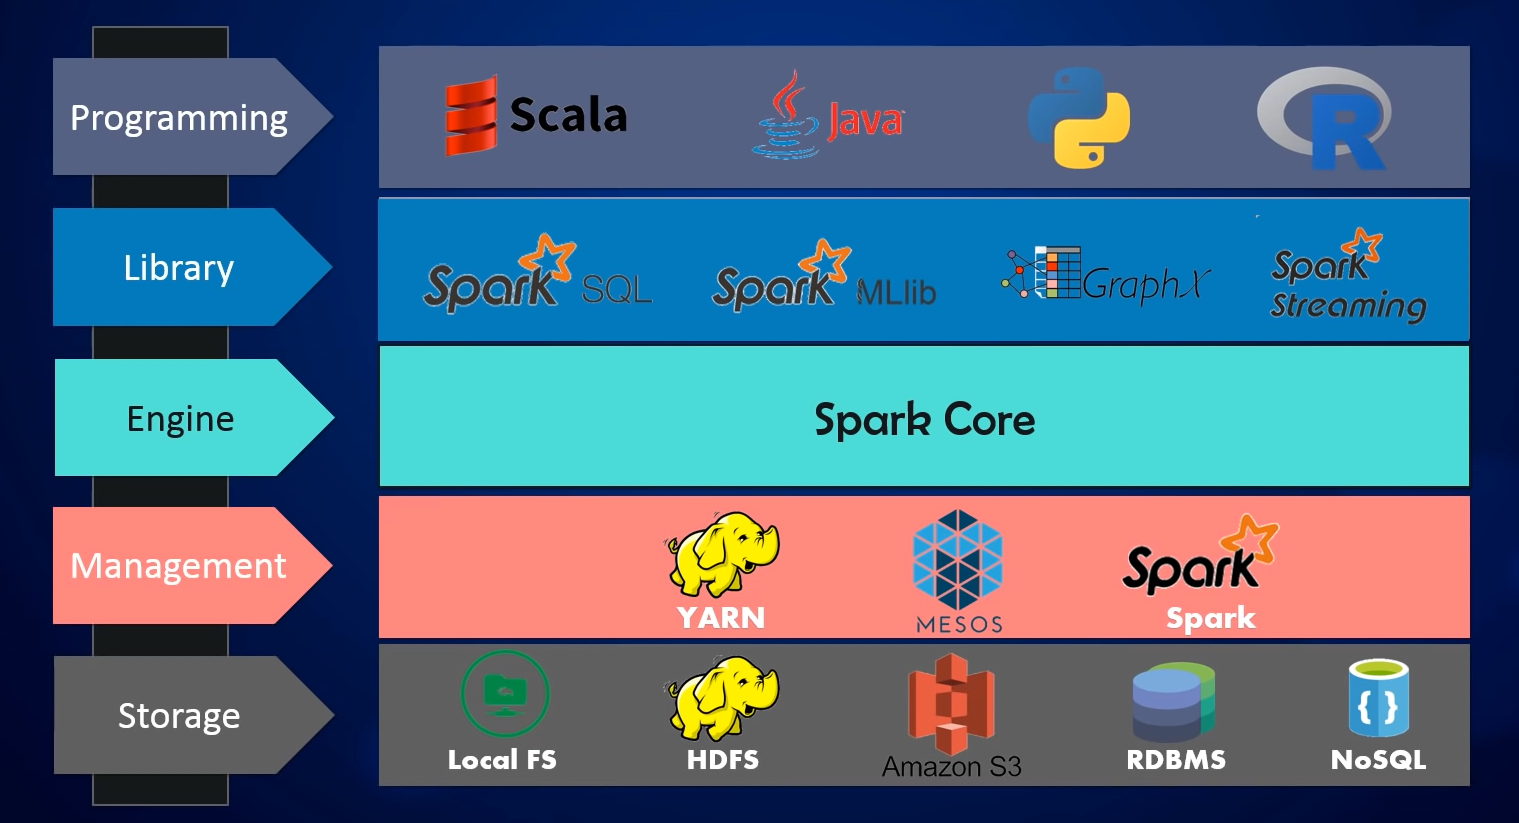 Programming
Scala
Java
R
Library
Spark SQL
Spark MLlib
GraphX
Spark
Streaming
Engine
Spark Core
Management
YARN
MESOS
Spark
Spark
Storage
Local FS
HDFS
Amazon S3
RDBMS
{ }
NoSQL